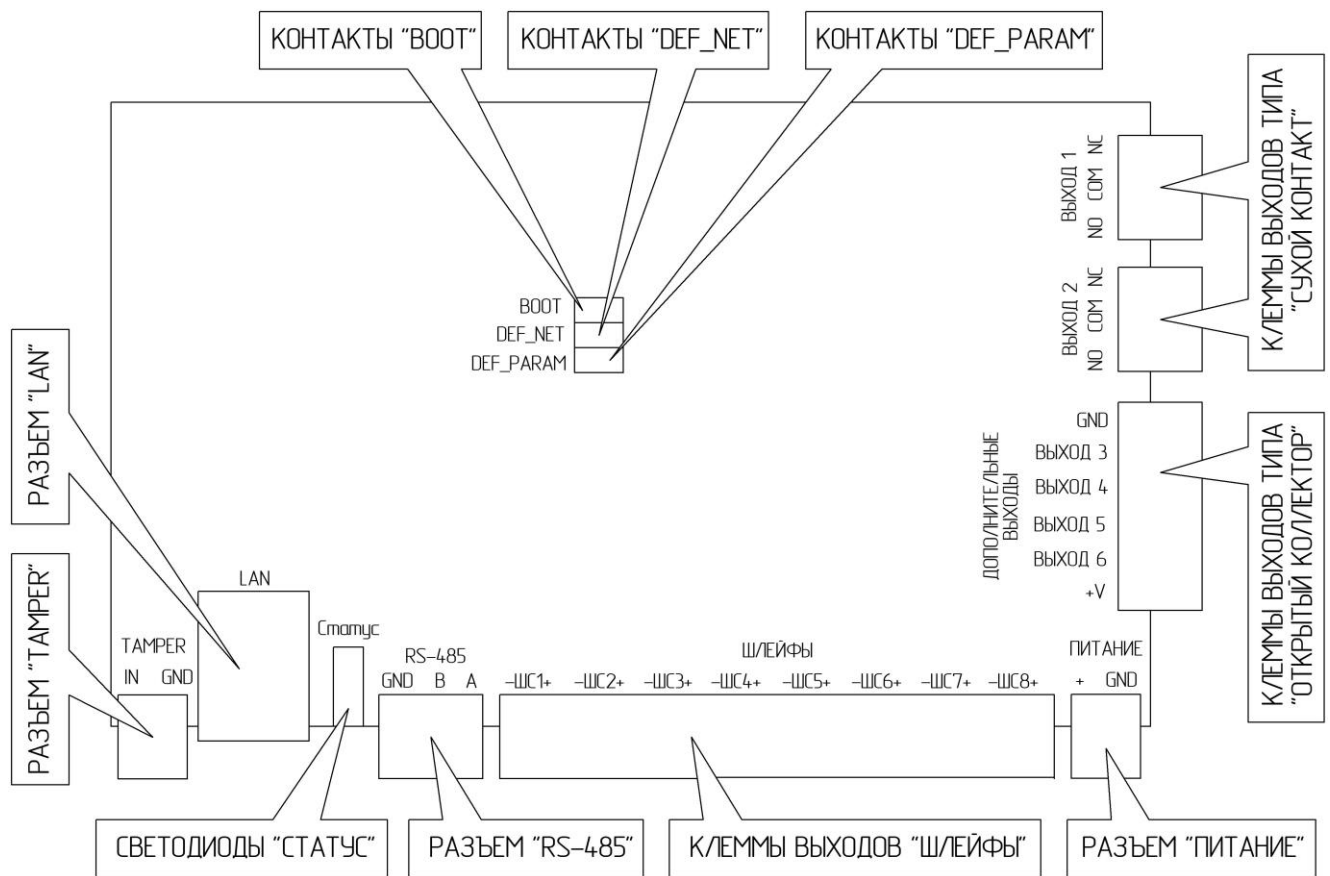 КОНТАКТЫ "BOOT"
КОНТАКТЫ "DEF_NET"
КОНТАКТЫ "DEF_PARAM"
КЛЕММЫ ВЫХОДОВ ТИПА
"СУХОЙ КОНТАКТ"
ВЫХОД 1
NO COM NC
ВЫХОД 2
NO COM NC
BOOT
DEF_NET
DEF_PARAM
РАЗЪЕМ "LAN"
РАЗЪЕМ "TAMPER"
ДОПОЛНИТЕЛЬНЫЕ
ВЫХОДЫ
GND
ВЫХОД 3
ВЫХОД 4
ВЫХОД 5
ВЫХОД 6
+V
КЛЕММЫ ВЫХОДОВ ТИПА
"ОТКРЫТЫЙ КОЛЛЕКТОР"
LAN
TAMPER
IN GND
Статус
RS-485
GND B A
ШЛЕЙФЫ
-ШС1+ -ШС2+ -ШС3+ -ШС4+ -ШС5+ -ШС6+ -ШС7+ -ШС8+
ПИТАНИЕ
+ GND
СВЕТОДИОДЫ "СТАТУС"
РАЗЪЕМ "RS-485"
КЛЕММЫ ВЫХОДОВ "ШЛЕЙФЫ"
РАЗЪЕМ "ПИТАНИЕ"